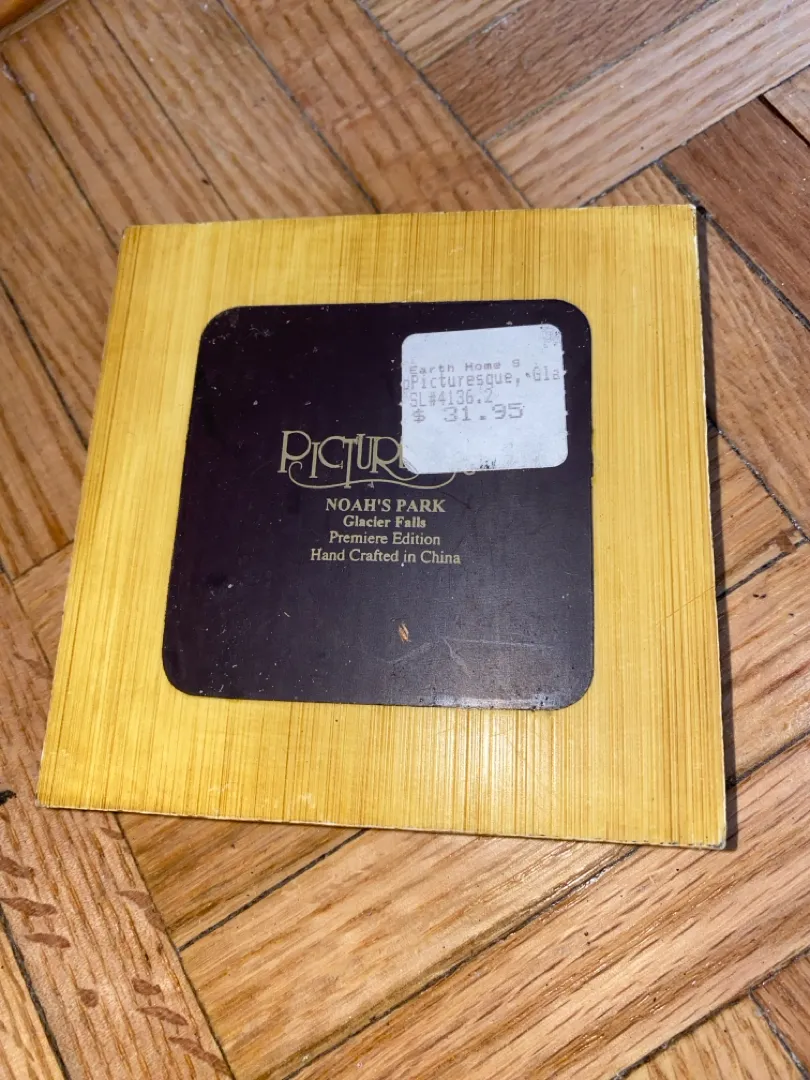 Earth Home S
Picturesque, Gla
SL#4136.2
$ 31.95
NOAH'S PARK
Glacier Falls
Premiere Edition
Hand Crafted in China